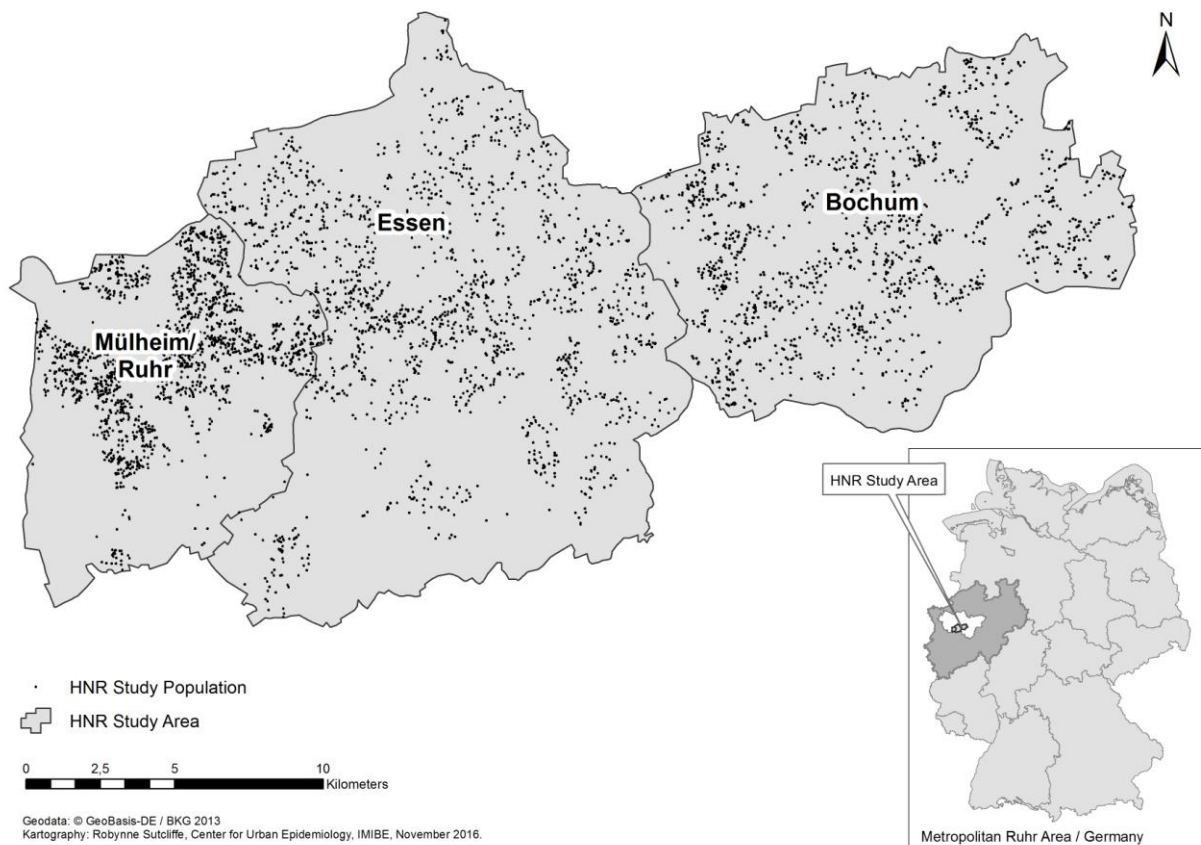 N
Essen
Bochum
Mülheim/
Ruhr
HNR Study Area
HNR Study Population
HNR Study Area
0 2,5 5 10
Kilometers
Geodata: © GeoBasis-DE / BKG 2013
Kartography: Robynne Sutcliffe, Center for Urban Epidemiology, IMIBE, November 2016.
Metropolitan Ruhr Area / Germany